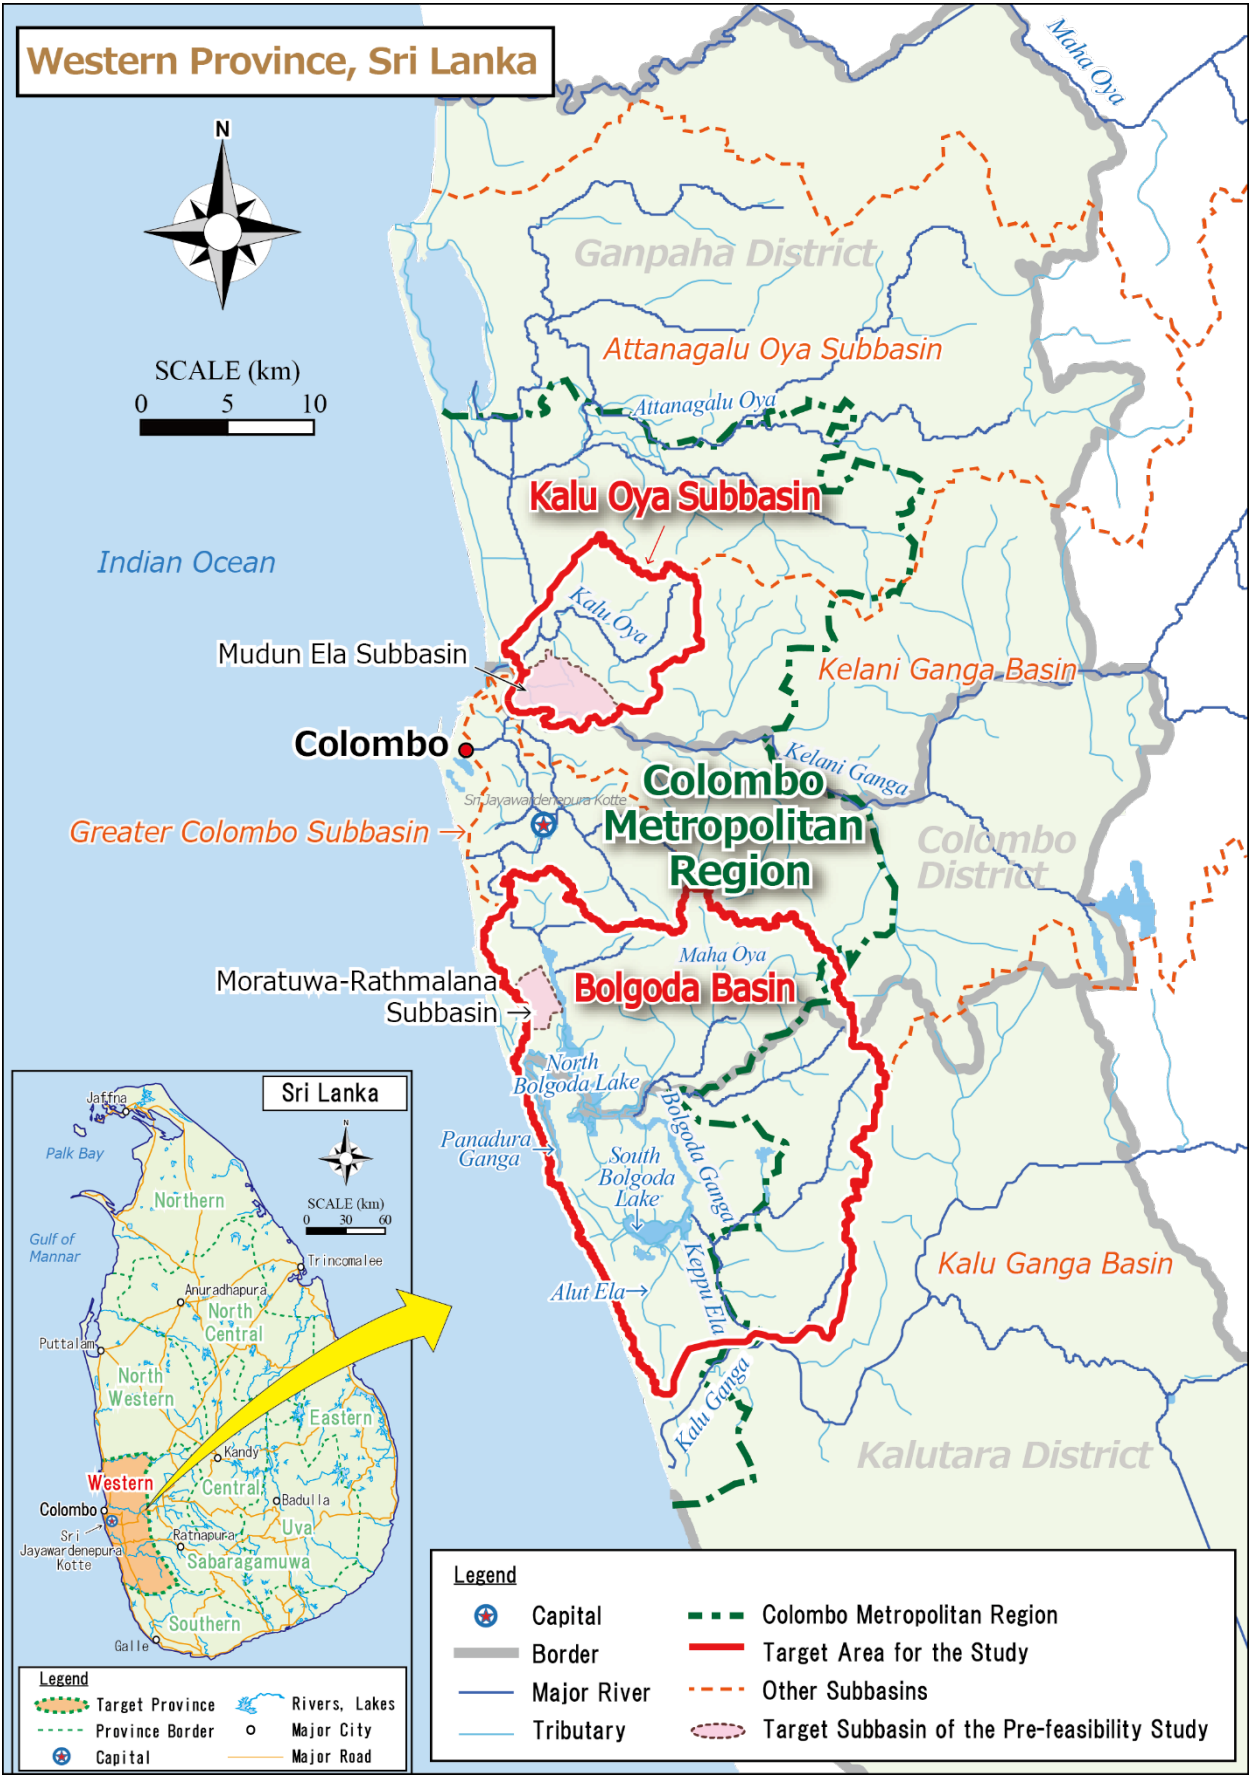 Western Province, Sri Lanka
N
SCALE (km)
0 5 10
Maha Oya
Ganpaha District
Attanagalu Oya Subbasin
Attanagalu Oya
Kalu Oya Subbasin
Indian Ocean
Kalu Oya
Mudun Ela Subbasin
Kelani Ganga Basin
Colombo
Kelani Ganga
Colombo
Metropolitan
Region
Sri Jayawardenepura Kotte
Greater Colombo Subbasin
Colombo
District
Maha Oya
Moratuwa-Rathmalana
Subbasin
Bolgoda Basin
North
Bolgoda Lake
Panadura
Ganga
Bolgoda Ganga
South
Bolgoda
Lake
Keppu Ela
Alut Ela
Kalu Ganga Basin
Kalu Ganga
Kalutara District
Sri Lanka
N
SCALE (km)
0 30 60
Jaffna
Palk Bay
Northern
Gulf of
Mannar
Trincomalee
Anuradhapura
North
Central
Puttalam
North
Western
Eastern
Kandy
Western
Central
Badulla
Colombo
Sri
Jayawardenepura
Kotte
Uva
Ratnapura
Sabaragamuwa
Southern
Galle
Legend
Target Province
Rivers, Lakes
Province Border
Major City
Capital
Major Road
Legend
Capital
Colombo Metropolitan Region
Border
Target Area for the Study
Major River
Other Subbasins
Tributary
Target Subbasin of the Pre-feasibility Study